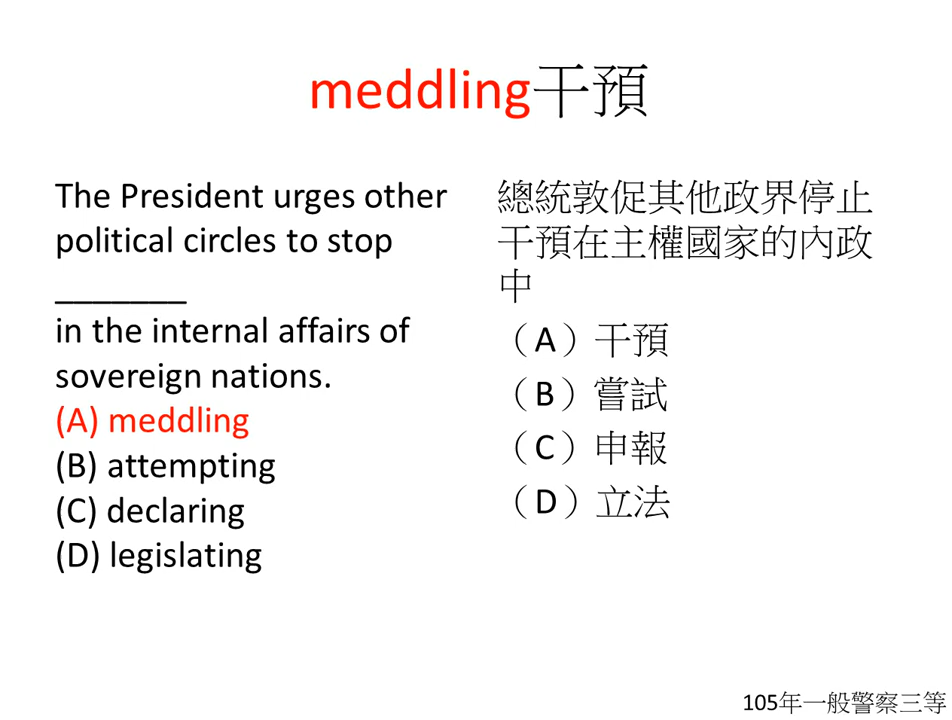 meddling干預
The President urges other
political circles to stop
_______
in the internal affairs of
sovereign nations.
(A) meddling
(B) attempting
(C) declaring
(D) legislating
總統敦促其他政界停止
干預在主權國家的內政
中
（A）干預
（B）嘗試
（C）申報
（D）立法
105年一般警察三等